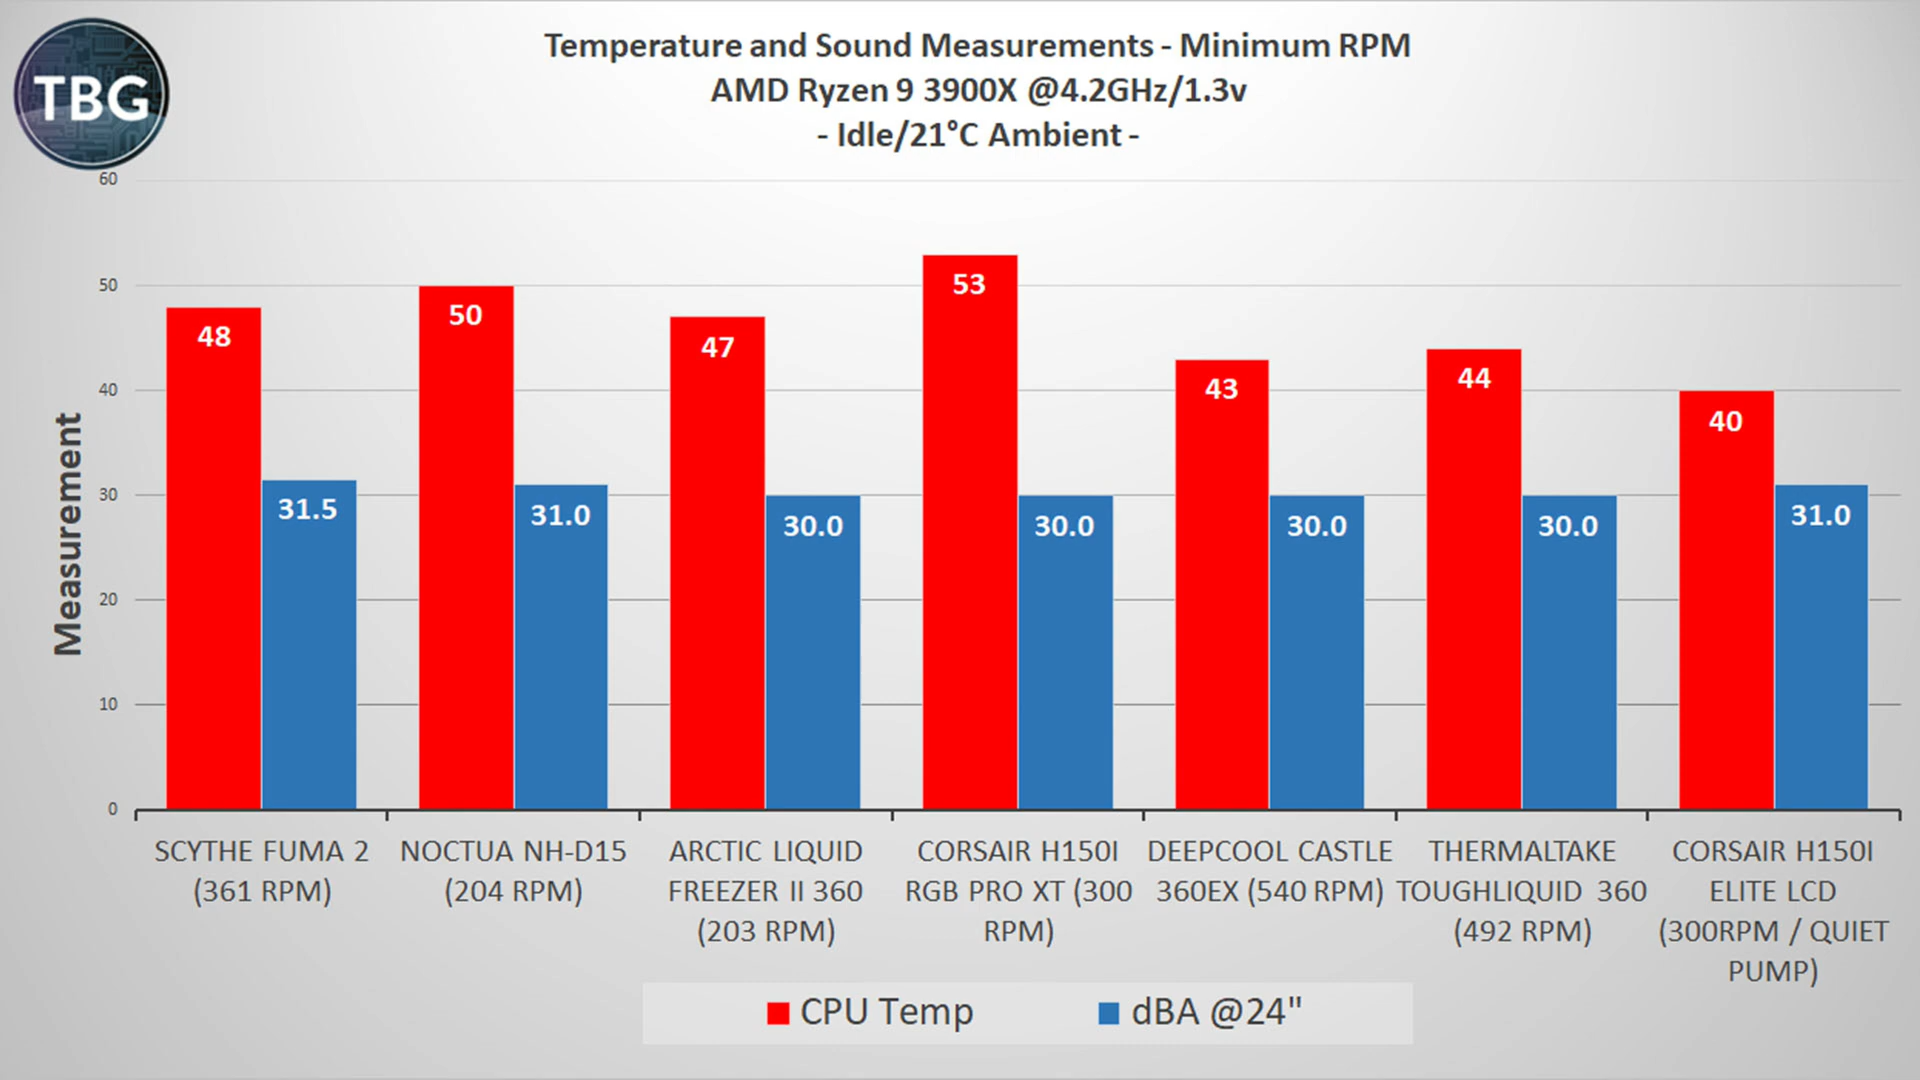 TBG
Temperature and Sound Measurements - Minimum RPM
AMD Ryzen 9 3900X @4.2GHz/1.3v
- Idle/21°C Ambient -
60
50
40
30
20
10
0
Measurement
48
31.5
50
31.0
47
30.0
53
30.0
43
30.0
44
30.0
40
31.0
SCYTHE FUMA 2
(361 RPM)
NOCTUA NH-D15
(204 RPM)
ARCTIC LIQUID
FREEZER II 360
(203 RPM)
CORSAIR H150I
RGB PRO XT (300
RPM)
DEEPCOOL CASTLE
360EX (540 RPM)
THERMALTAKE
TOUGHLIQUID 360
(492 RPM)
CORSAIR H150I
ELITE LCD
(300RPM / QUIET
PUMP)
CPU Temp
dBA @24"